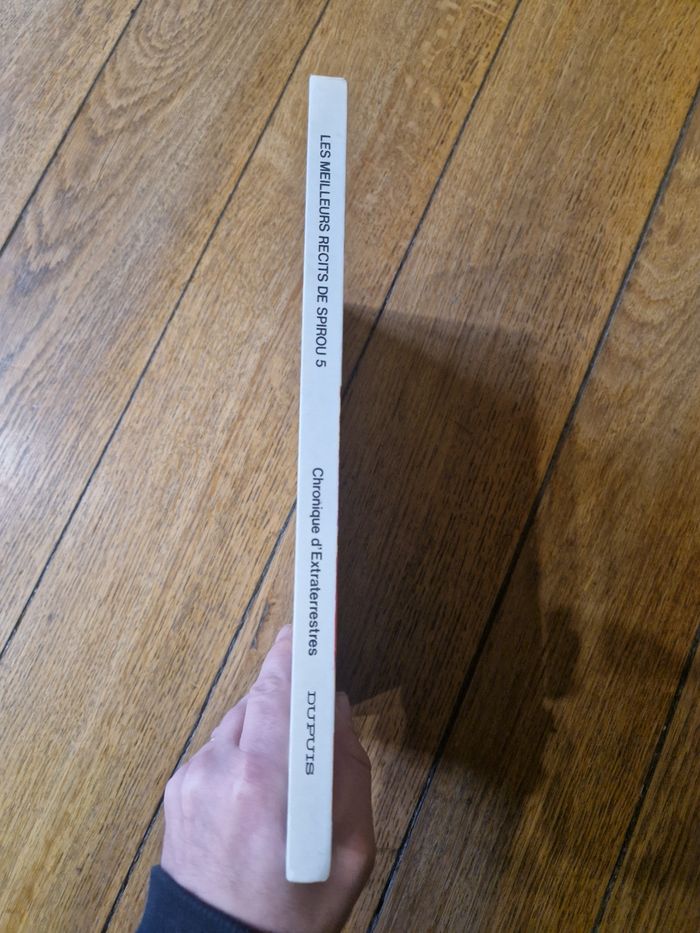 LES MEILLEURS RECITS DE SPIROU 5
Chronique d'Extraterrestres
DUPUIS